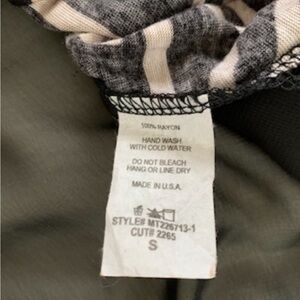 100% RAYON
HAND WASH
WITH COLD WATER
DO NOT BLEACH
HANG OR LINE DRY
MADE IN U.S.A.
STYLE# MT226713-1
CUT# 2265
S